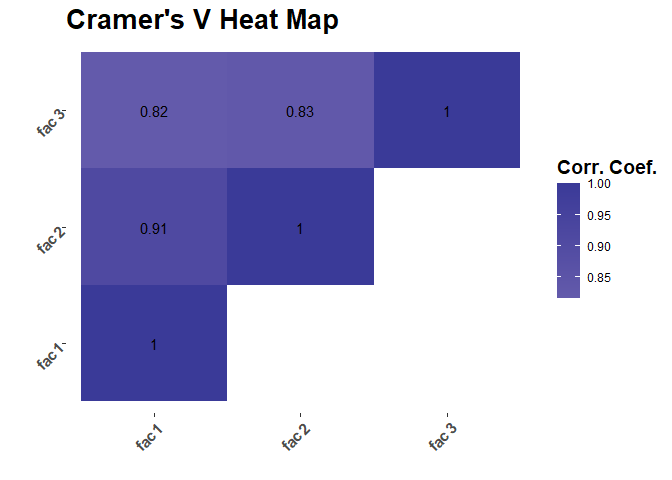 Cramer's V Heat Map
fac 3
0.82
0.83
1
Corr. Coef.
1.00
0.95
0.90
0.85
fac 2
0.91
1
fac 1
1
fac 1
fac 2
fac 3